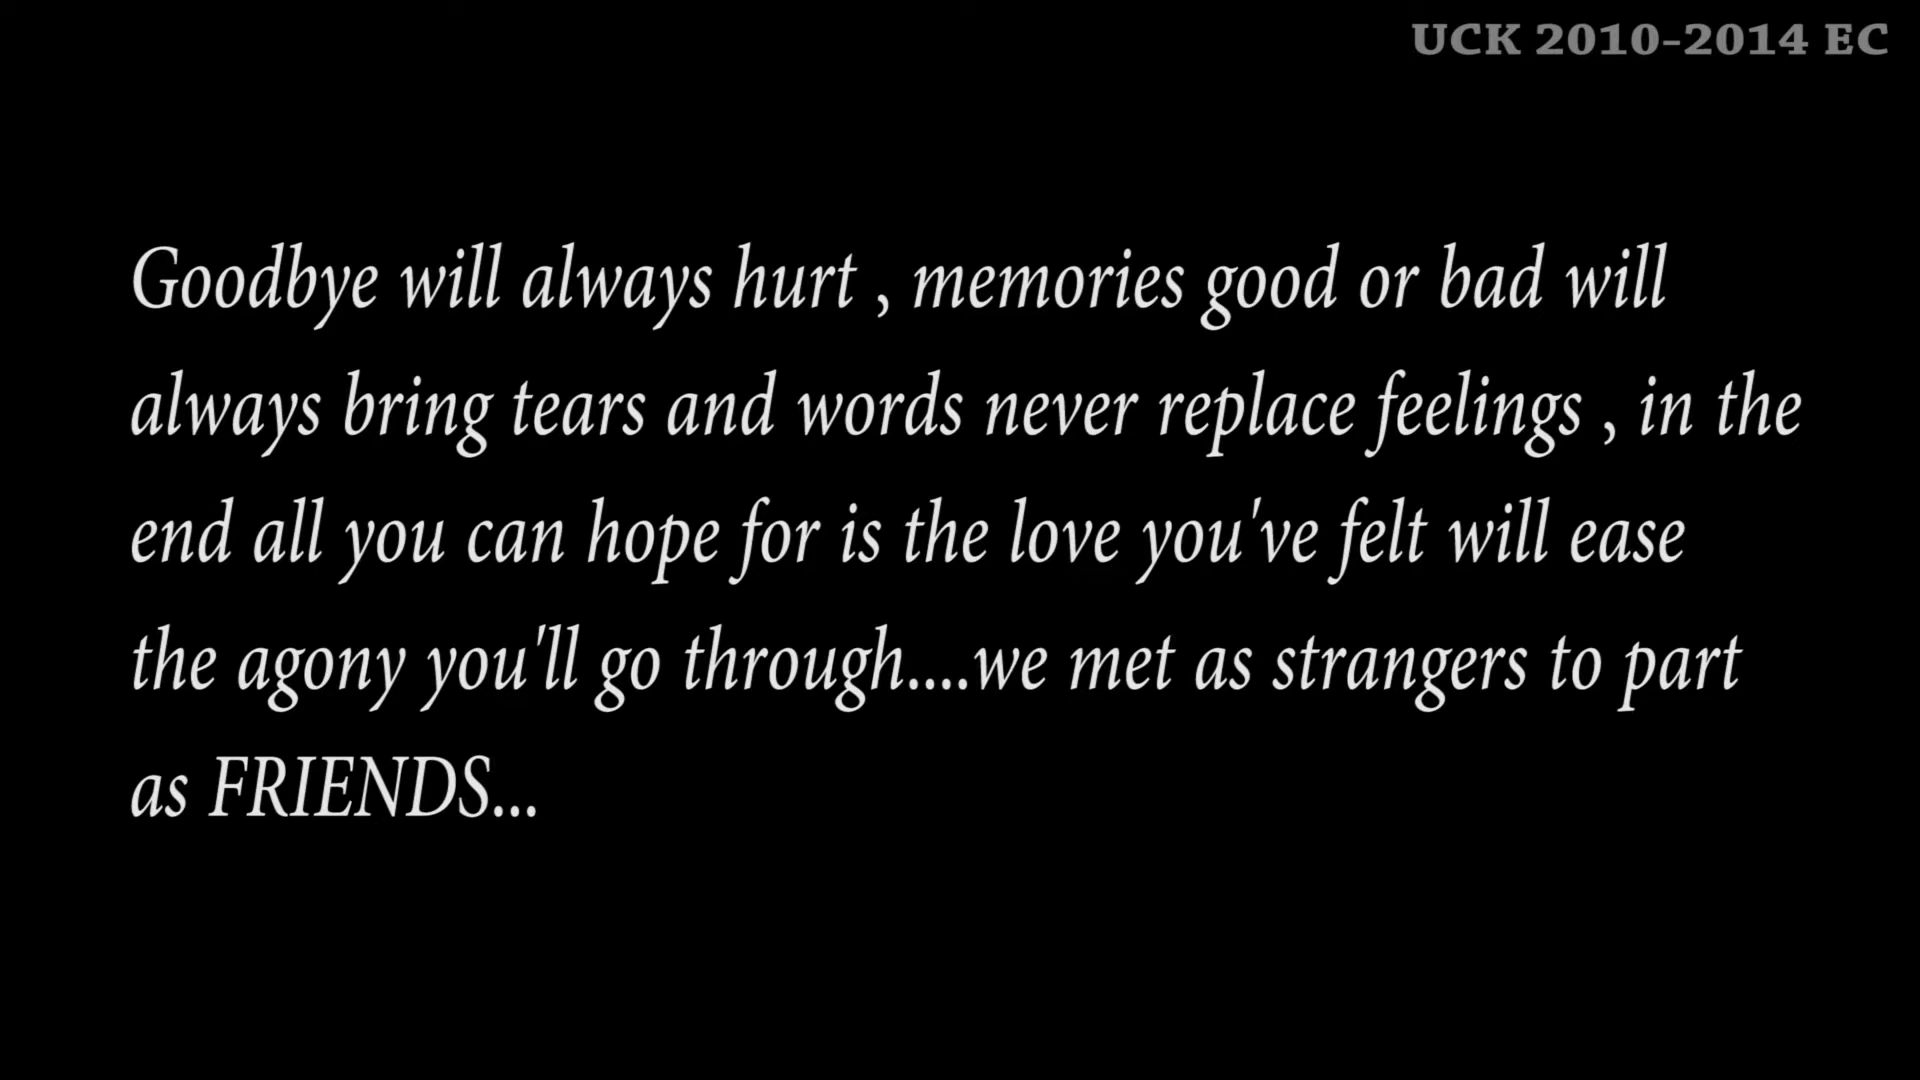 UCK 2010-2014 EC
Goodbye will always hurt , memories good or bad will
always bring tears and words never replace feelings , in the
end all you can hope for is the love you've felt will ease
the agony you'll go through....we met as strangers to part
as FRIENDS...